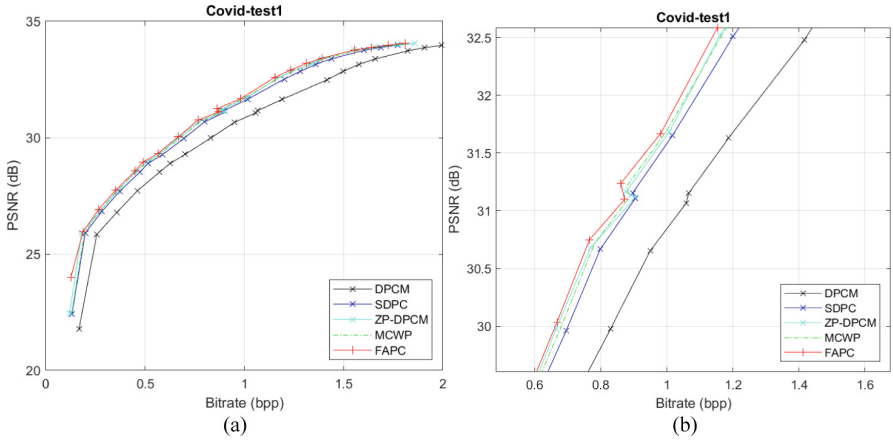 Covid-test1
35
30
25
20
PSNR (dB)
0
0.5
1
1.5
2
Bitrate (bpp)
DPCM
SDPC
ZP-DPCM
MCWP
FAPC
(a)
Covid-test1
32.5
32
31.5
31
30.5
30
PSNR (dB)
0.6
0.8
1
1.2
1.4
1.6
Bitrate (bpp)
DPCM
SDPC
ZP-DPCM
MCWP
FAPC
(b)